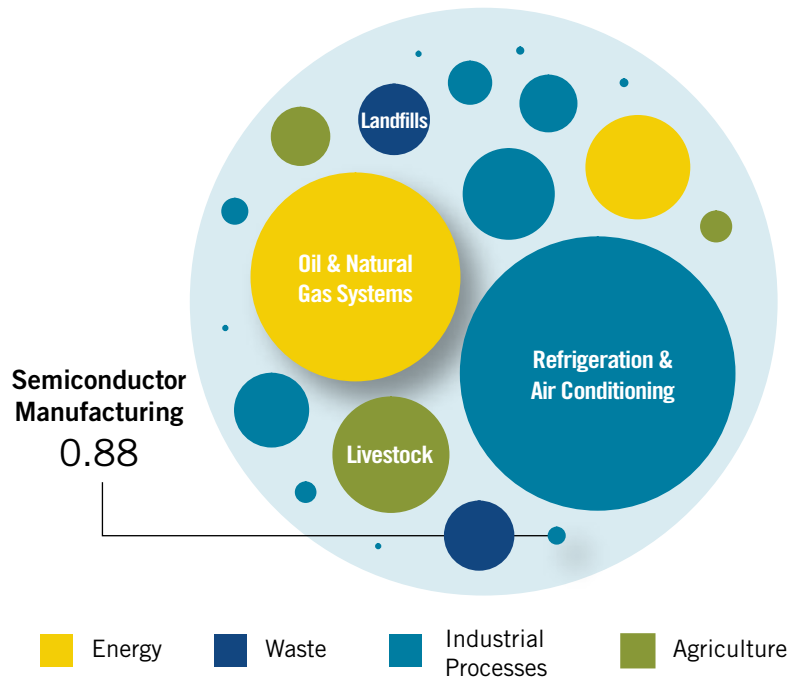 Landfills
Oil & Natural
Gas Systems
Refrigeration &
Air Conditioning
Semiconductor
Manufacturing
0.88
Livestock
Energy
Waste
Industrial
Processes
Agriculture